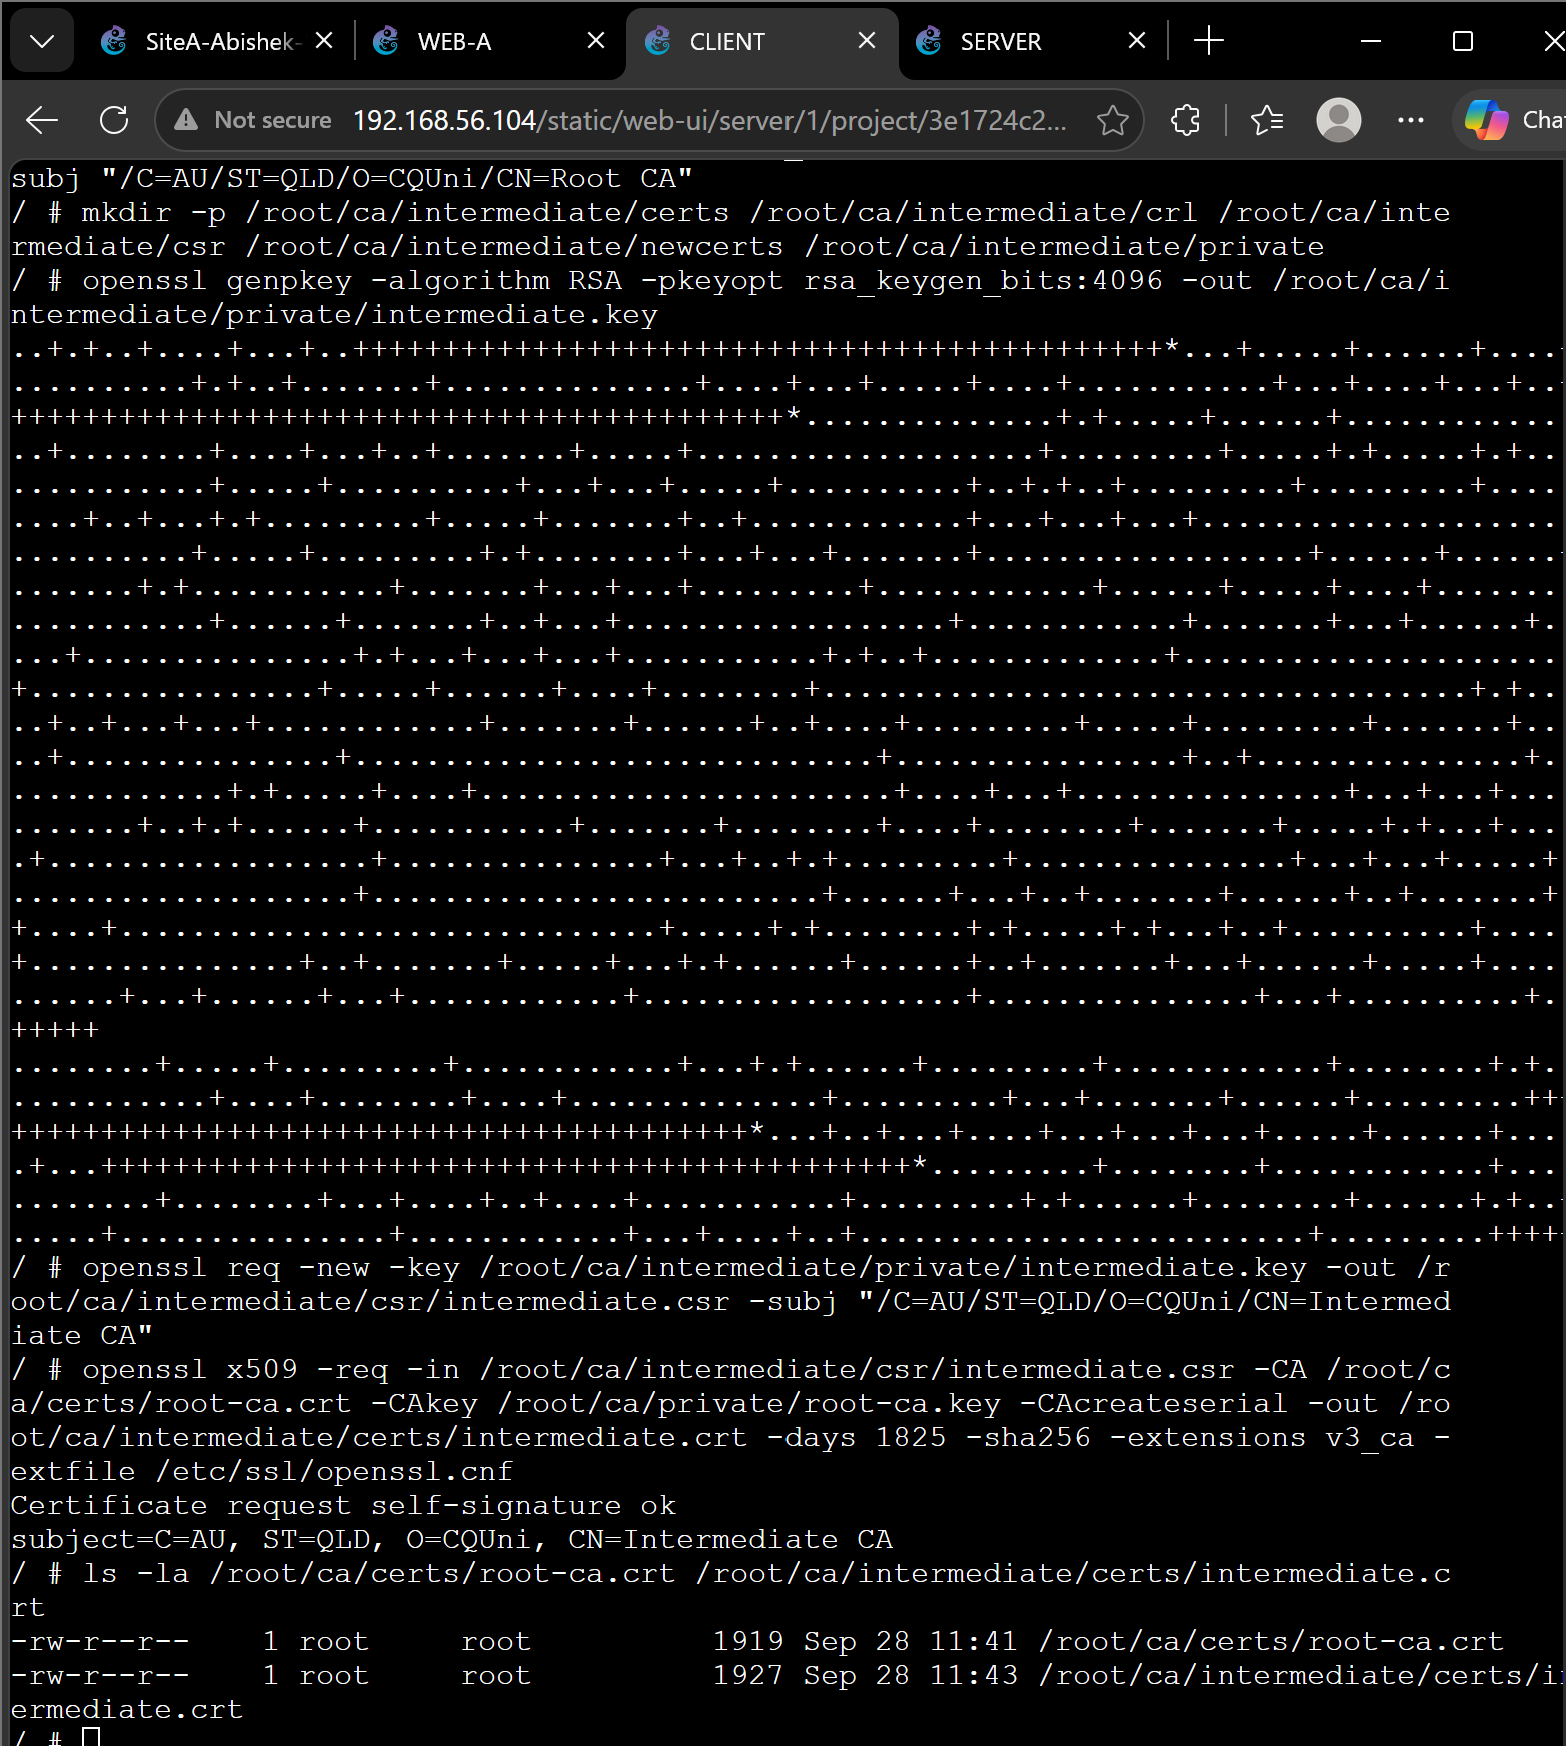 SiteA-Abishek-
WEB-A
CLIENT
SERVER
Not secure 192.168.56.104/static/web-ui/server/1/project/3e1724c2...
Chat
subj "/C=AU/ST=QLD/O=CQUni/CN=Root CA"
/ # mkdir -p /root/ca/intermediate/certs /root/ca/intermediate/crl /root/ca/inte
rmediate/csr /root/ca/intermediate/newcerts /root/ca/intermediate/private
/ # openssl genpkey -algorithm RSA -pkeyopt rsa_keygen_bits:4096 -out /root/ca/i
ntermediate/private/intermediate.key
/ # openssl req -new -key /root/ca/intermediate/private/intermediate.key -out /r
oot/ca/intermediate/csr/intermediate.csr -subj "/C=AU/ST=QLD/O=CQUni/CN=Intermed
iate CA"
/ # openssl x509 -req -in /root/ca/intermediate/csr/intermediate.csr -CA /root/c
a/certs/root-ca.crt -CAkey /root/ca/private/root-ca.key -CAcreateserial -out /ro
ot/ca/intermediate/certs/intermediate.crt -days 1825 -sha256 -extensions v3_ca -
extfile /etc/ssl/openssl.cnf
Certificate request self-signature ok
subject=C=AU, ST=QLD, O=CQUni, CN=Intermediate CA
/ # ls -la /root/ca/certs/root-ca.crt /root/ca/intermediate/certs/intermediate.c
rt
-rw-r--r-- 1 root root 1919 Sep 28 11:41 /root/ca/certs/root-ca.crt
-rw-r--r-- 1 root root 1927 Sep 28 11:43 /root/ca/intermediate/certs/i
ermediate.crt
/ #